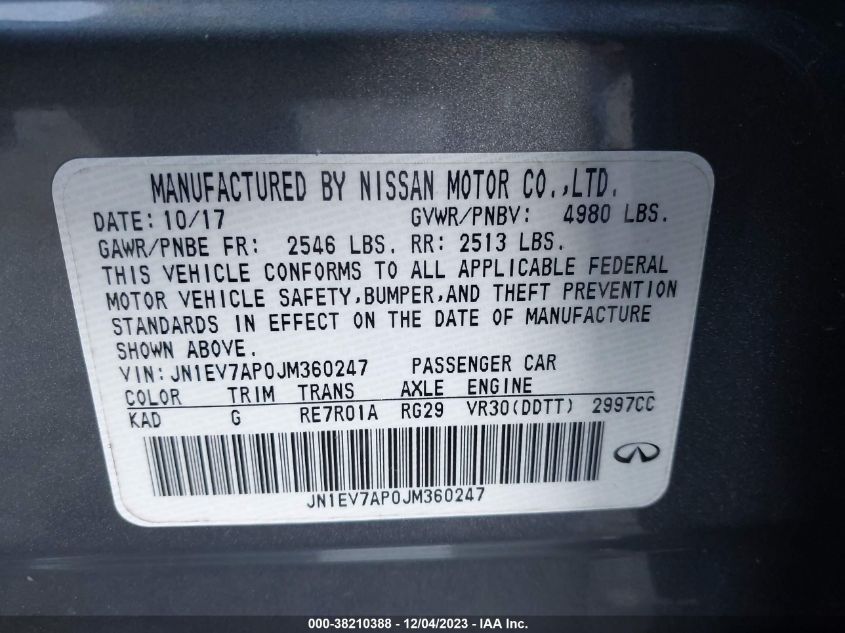 MANUFACTURED BY NISSAN MOTOR CO.,LTD.
DATE: 10/17 GVWR/PNBV: 4980 LBS.
GAWR/PNBE FR: 2546 LBS. RR: 2513 LBS.
THIS VEHICLE CONFORMS TO ALL APPLICABLE FEDERAL
MOTOR VEHICLE SAFETY,BUMPER,AND THEFT PREVENTION
STANDARDS IN EFFECT ON THE DATE OF MANUFACTURE
SHOWN ABOVE.
VIN: JN1EV7AP0JM360247 PASSENGER CAR
COLOR TRIM TRANS AXLE ENGINE
KAD G RE7R01A RG29 VR30(DDTT) 2997CC
JN1EV7AP0JM360247
000-38210388 - 12/04/2023 - IAA Inc.